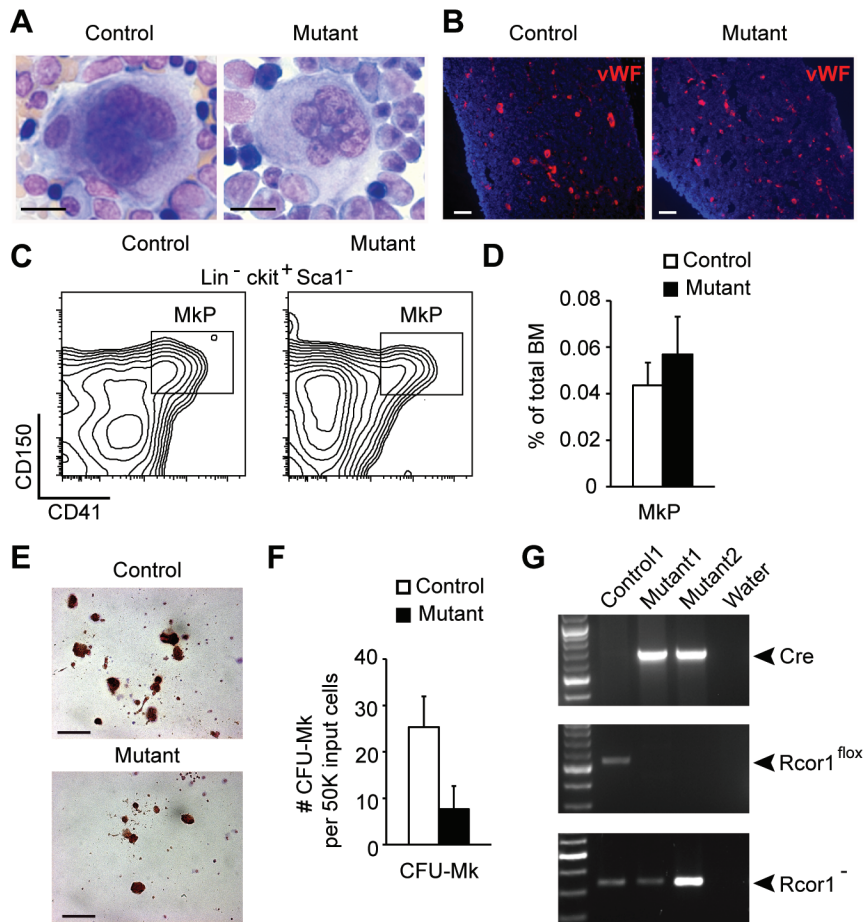 A
Control
Mutant
B
Control
Mutant
vWF
vWF
C
Control
Mutant
Lin⁻ ckit⁺ Sca1⁻
MkP
MkP
CD150
CD41
D
Control
Mutant
% of total BM
0.08
0.06
0.04
0.02
0
MkP
E
Control
Mutant
F
Control
Mutant
# CFU-Mk
per 50K input cells
40
30
20
10
0
CFU-Mk
G
Control1
Mutant1
Mutant2
Water
Cre
Rcor1^flox
Rcor1⁻